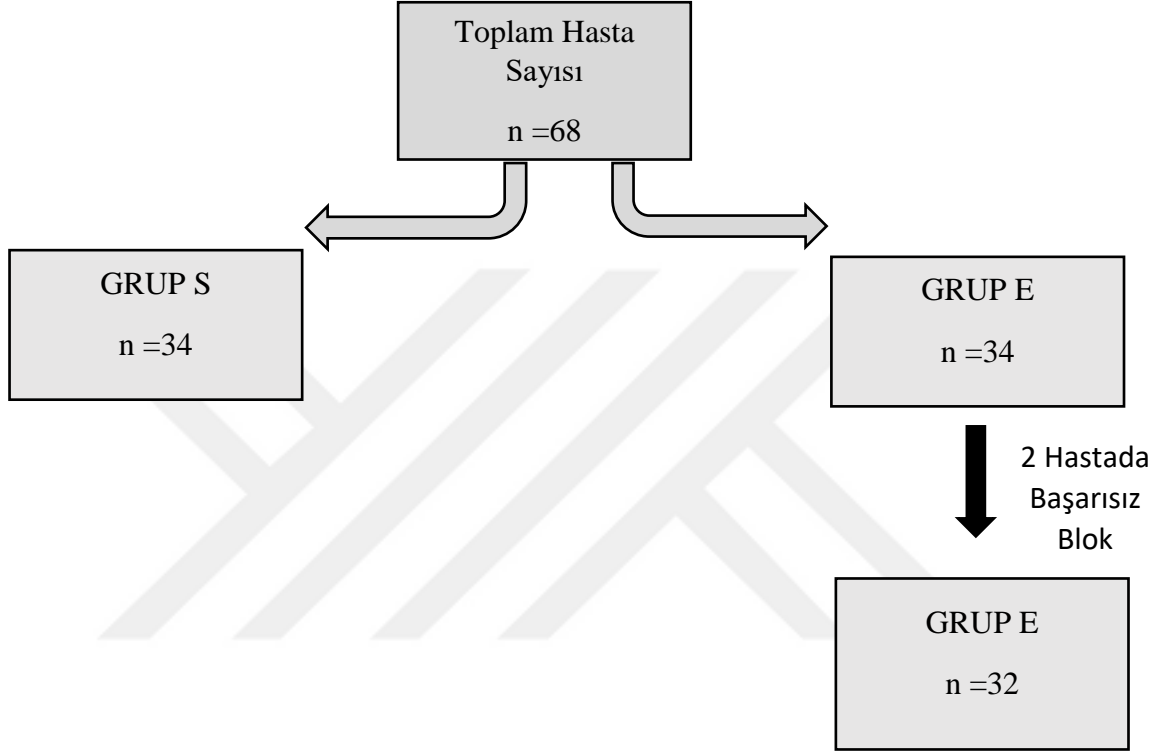 Toplam Hasta
Sayısı
n =68
GRUP S
n =34
GRUP E
n =34
2 Hastada
Başarısız
Blok
GRUP E
n =32